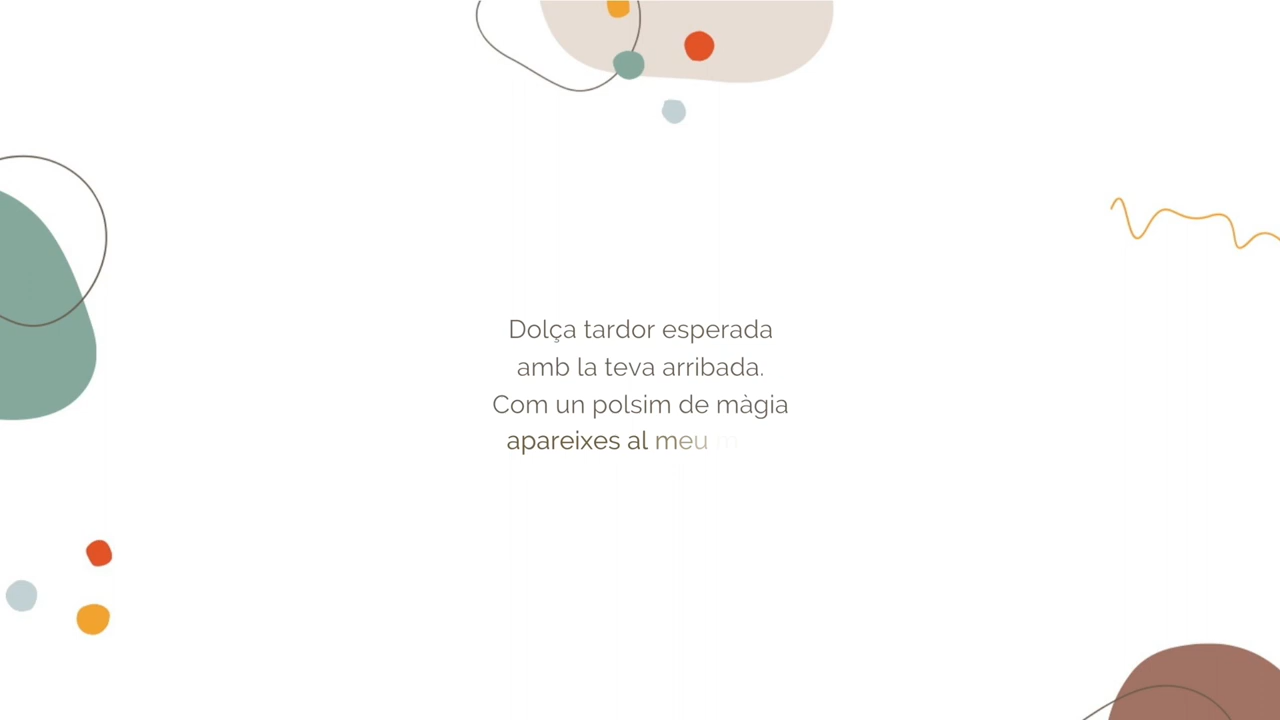 Dolça tardor esperada
amb la teva arribada.
Com un polsim de màgia
apareixes al meu